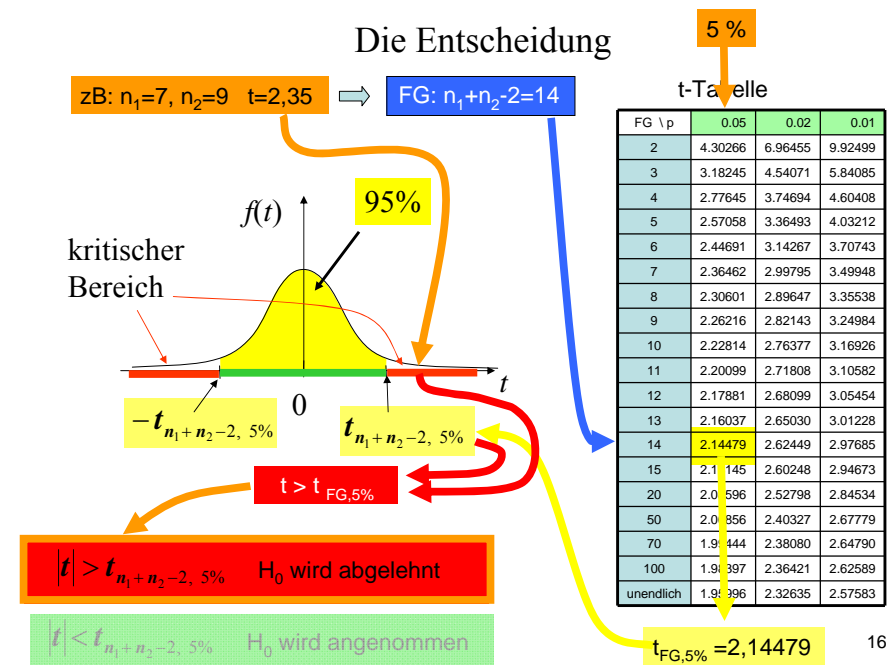 Die Entscheidung
5 %
zB: n₁=7, n₂=9 t=2,35
FG: n₁+n₂-2=14
t-Tabelle
FG \ p 0.05 0.02 0.01
2 4.30266 6.96455 9.92499
3 3.18245 4.54071 5.84085
4 2.77645 3.74694 4.60408
5 2.57058 3.36493 4.03212
6 2.44691 3.14267 3.70743
7 2.36462 2.99795 3.49948
8 2.30601 2.89647 3.35538
9 2.26216 2.82143 3.24984
10 2.22814 2.76377 3.16926
11 2.20099 2.71808 3.10582
12 2.17881 2.68099 3.05454
13 2.16037 2.65030 3.01228
14 2.14479 2.62449 2.97685
15 2.60248 2.94673
20 2.52798 2.84534
50 2.40327 2.67779
70 2.38080 2.64790
100 2.36421 2.62589
unendlich 2.32635 2.57583
f(t)
95%
kritischer
Bereich
t
0
−t n₁+n₂−2, 5%
t n₁+n₂−2, 5%
t > t FG,5%
|t| > t n₁+n₂−2, 5% H₀ wird abgelehnt
|t| < t n₁+n₂−2, 5% H₀ wird angenommen
t FG,5% =2,14479
16